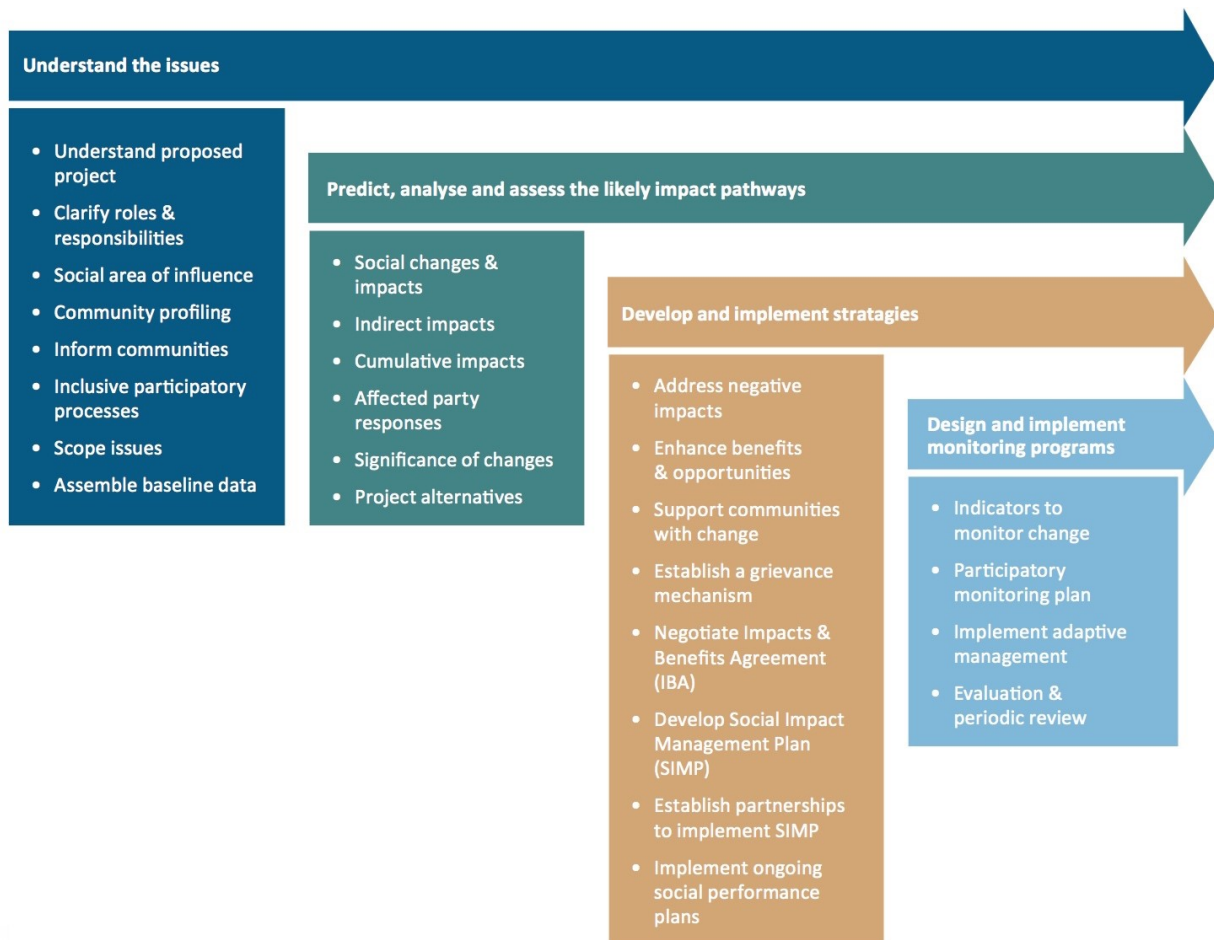 Understand the issues
• Understand proposed
project
• Clarify roles &
responsibilities
• Social area of influence
• Community profiling
• Inform communities
• Inclusive participatory
processes
• Scope issues
• Assemble baseline data
Predict, analyse and assess the likely impact pathways
• Social changes &
impacts
• Indirect impacts
• Cumulative impacts
• Affected party
responses
• Significance of changes
• Project alternatives
Develop and implement stratagies
• Address negative
impacts
• Enhance benefits
& opportunities
• Support communities
with change
• Establish a grievance
mechanism
• Negotiate Impacts &
Benefits Agreement
(IBA)
• Develop Social Impact
Management Plan
(SIMP)
• Establish partnerships
to implement SIMP
• Implement ongoing
social performance
plans
Design and implement
monitoring programs
• Indicators to
monitor change
• Participatory
monitoring plan
• Implement adaptive
management
• Evaluation &
periodic review